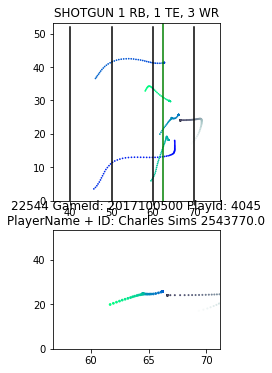 SHOTGUN 1 RB, 1 TE, 3 WR
50
40
30
20
10
0
40 50 60 70
22544 GameId: 2017100500 PlayId: 4045
PlayerName + ID: Charles Sims 2543770.0
40
20
0
60 65 70